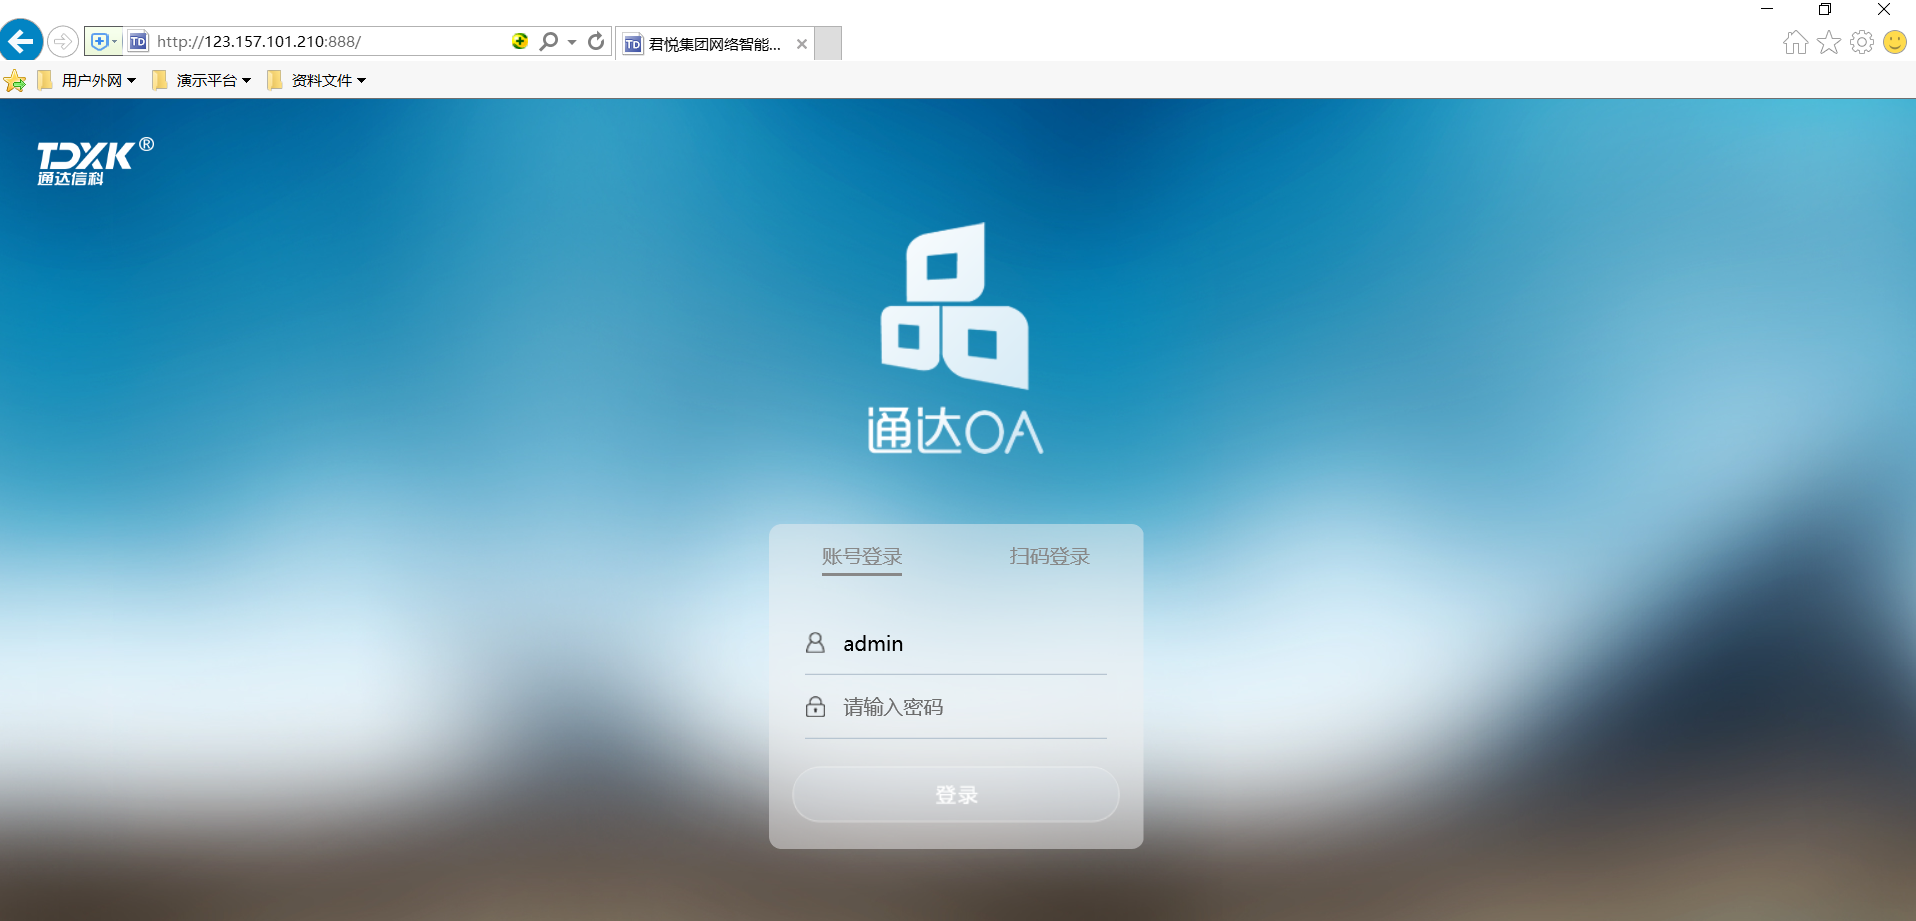 http://123.157.101.210:888/
TD
TD 君悦集团网络智能...
用户外网
演示平台
资料文件
TDXK®
通达信科
通达OA
账号登录
扫码登录
admin
请输入密码
登录